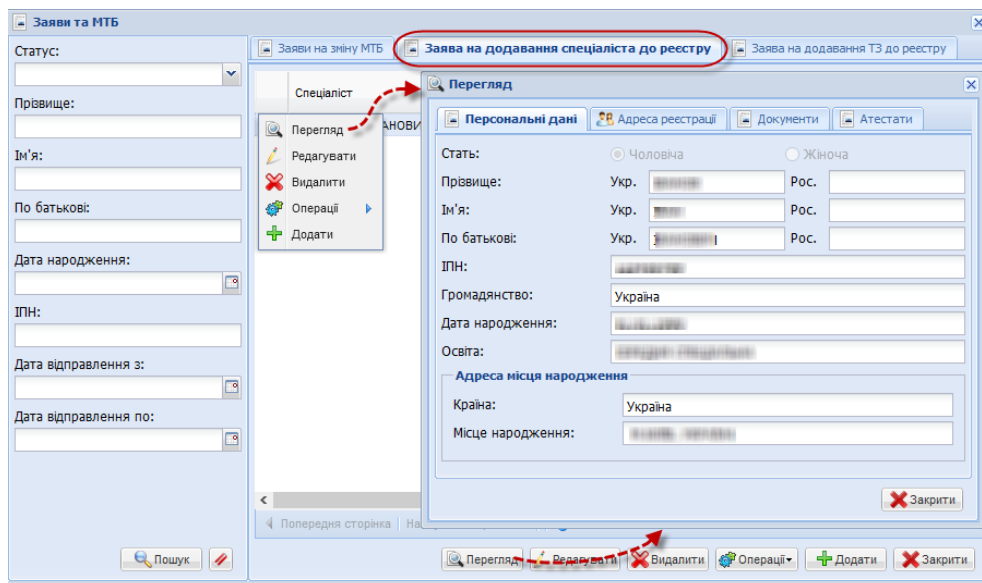 Заяви та МТБ
Статус:
Прізвище:
Ім'я:
По батькові:
Дата народження:
ІПН:
Дата відправлення з:
Дата відправлення по:
Пошук
Заяви на зміну МТБ
Заява на додавання спеціаліста до реєстру
Заява на додавання ТЗ до реєстру
Спеціаліст
Перегляд
Редагувати
Видалити
Операції
Додати
Перегляд
Персональні дані
Адреса реєстрації
Документи
Атестати
Стать: Чоловіча Жіноча
Прізвище: Укр. Рос.
Ім'я: Укр. Рос.
По батькові: Укр. Рос.
ІПН:
Громадянство: Україна
Дата народження:
Освіта:
Адреса місця народження
Країна: Україна
Місце народження:
Закрити
Попередня сторінка
Перегляд Редагувати Видалити Операції Додати Закрити